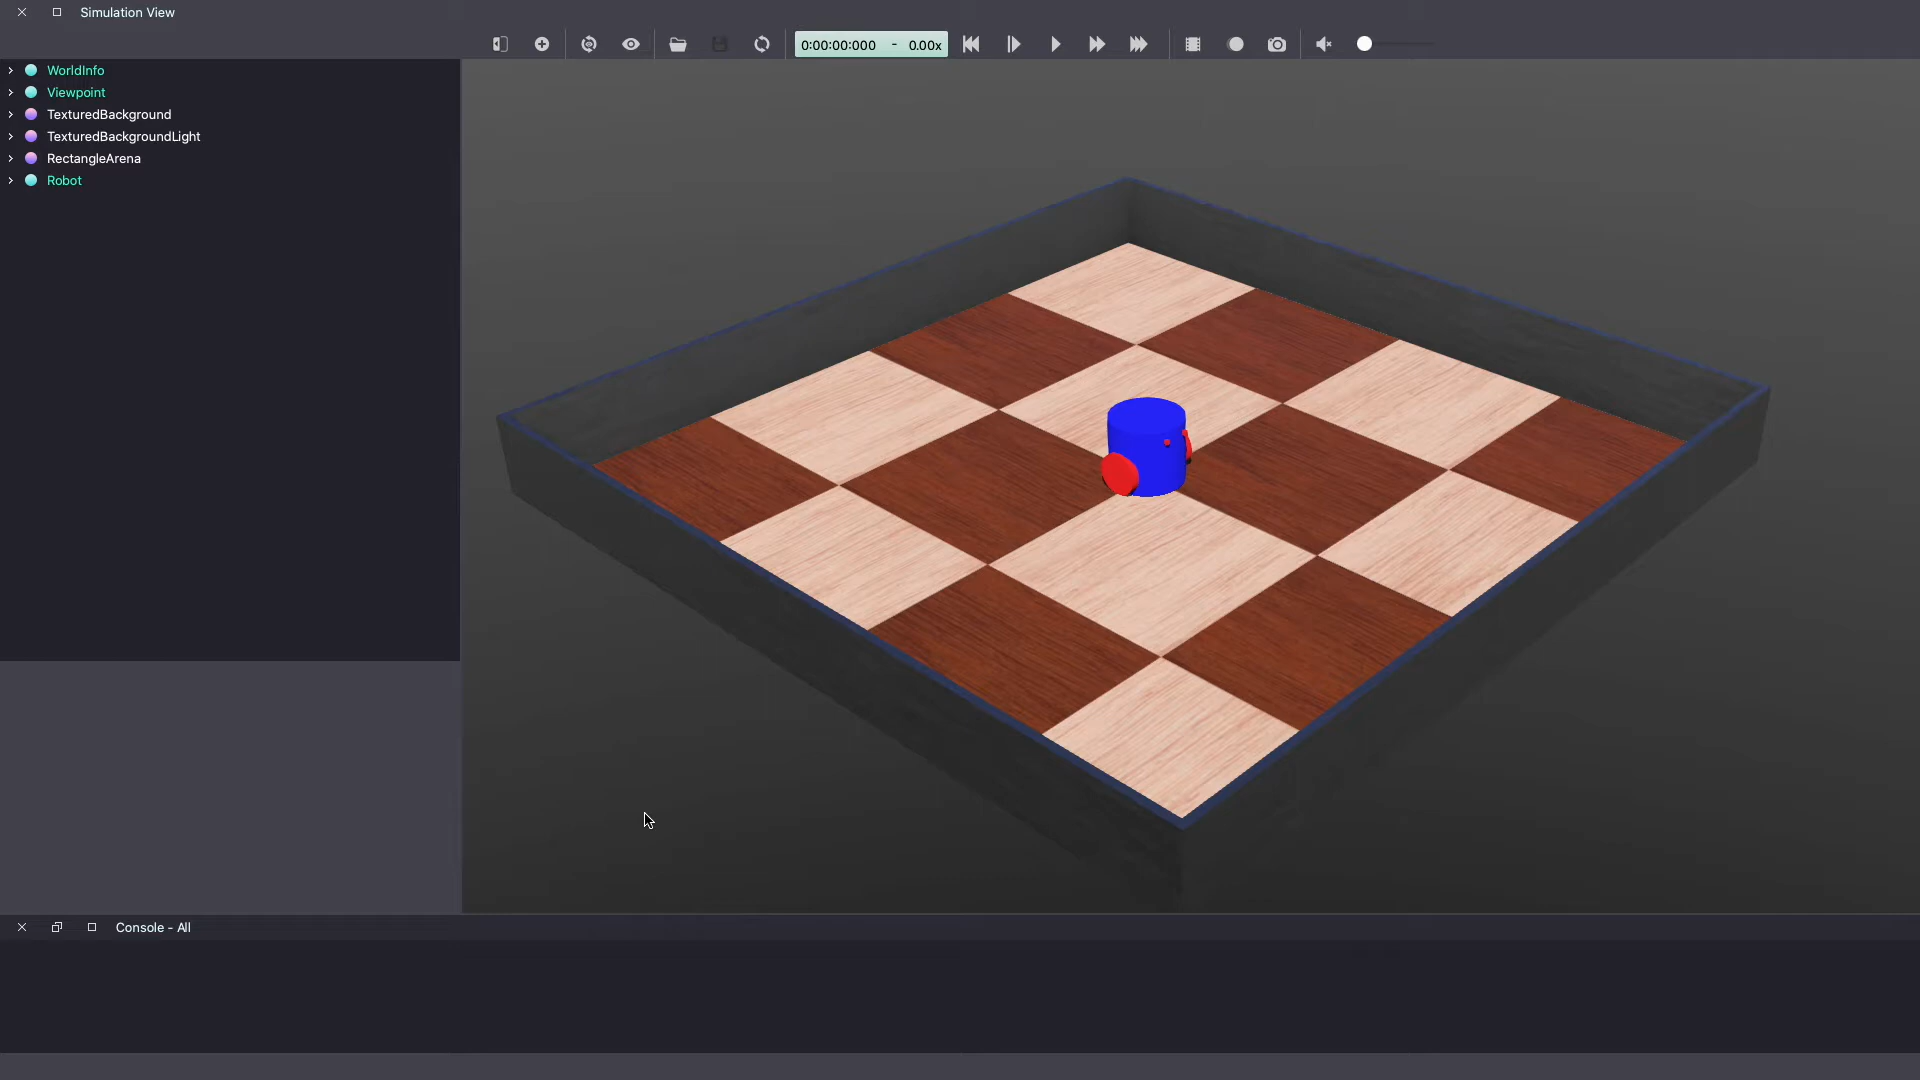 Simulation View
0:00:00:000 - 0.00x
WorldInfo
Viewpoint
TexturedBackground
TexturedBackgroundLight
RectangleArena
Robot
Console - All